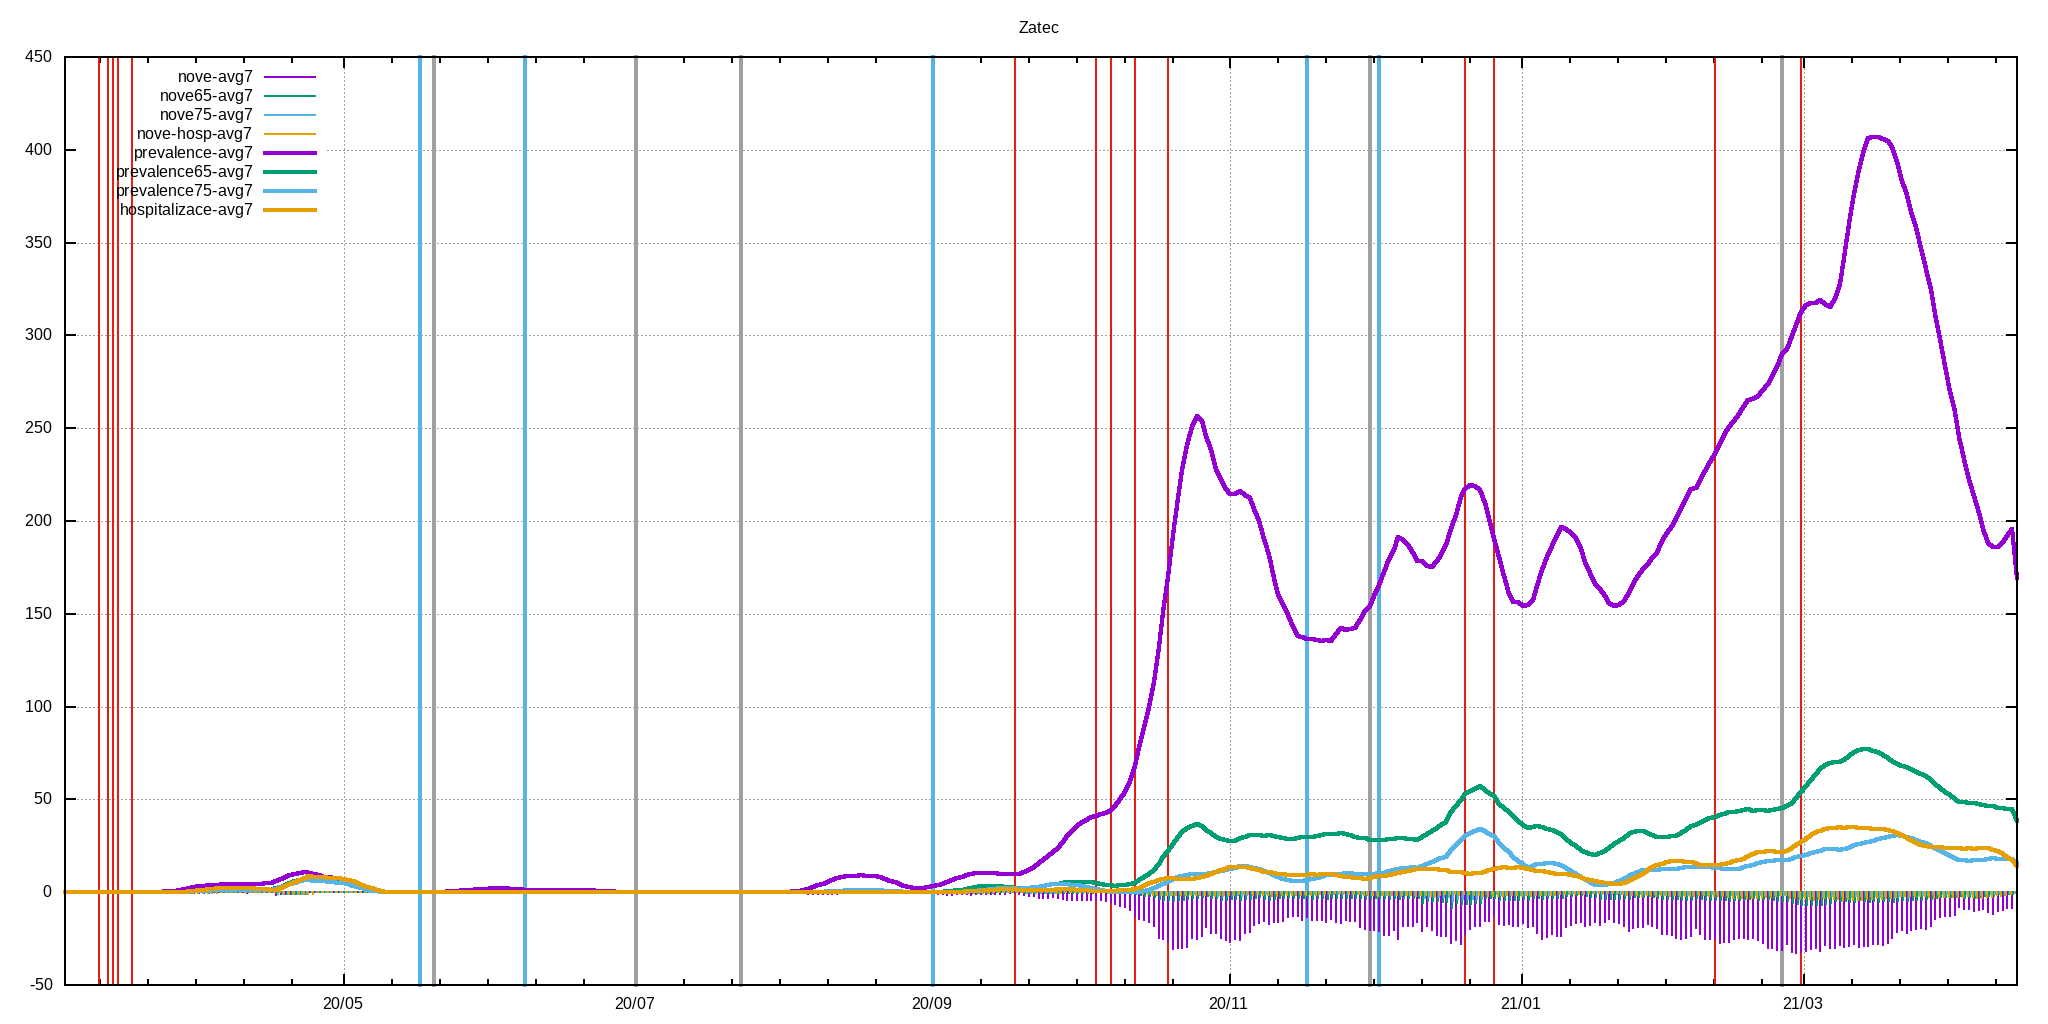 Zatec
450
400
350
300
250
200
150
100
50
0
-50
nove-avg7
nove65-avg7
nove75-avg7
nove-hosp-avg7
prevalence-avg7
prevalence65-avg7
prevalence75-avg7
hospitalizace-avg7
20/05
20/07
20/09
20/11
21/01
21/03